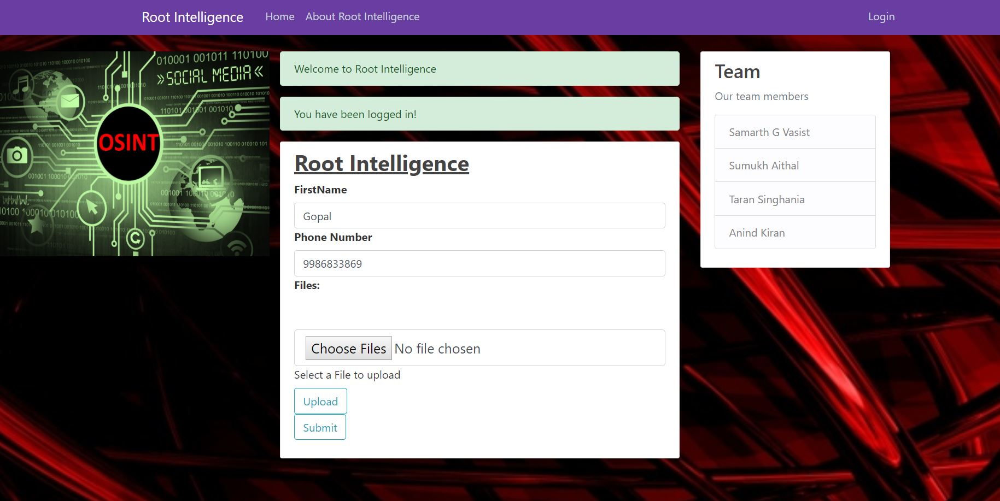 Root Intelligence Home About Root Intelligence Login
010001 001011 110100
»SOCIAL MEDIA«
OSINT
WWW.
Welcome to Root Intelligence
You have been logged in!
Root Intelligence
FirstName
Gopal
Phone Number
9986833869
Files:
Choose Files No file chosen
Select a File to upload
Upload
Submit
Team
Our team members
Samarth G Vasist
Sumukh Aithal
Taran Singhania
Anind Kiran